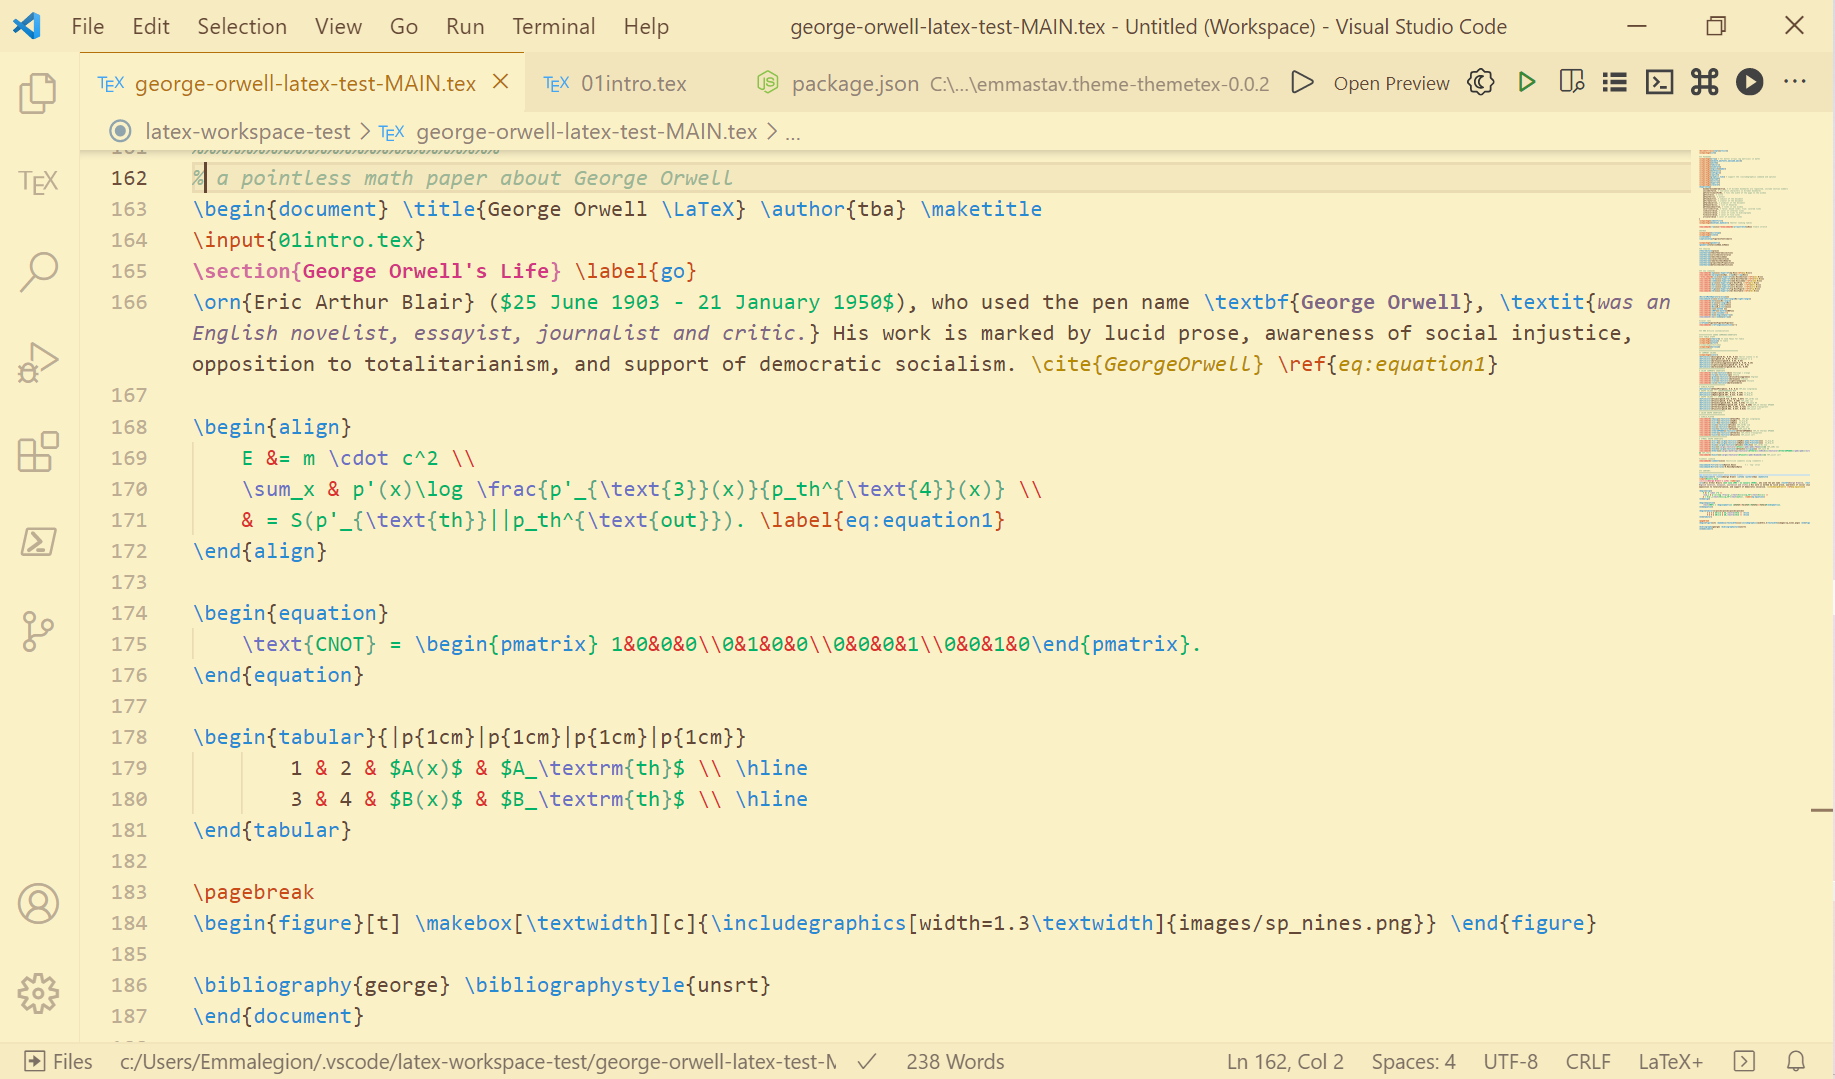 File Edit Selection View Go Run Terminal Help george-orwell-latex-test-MAIN.tex - Untitled (Workspace) - Visual Studio Code
TEX george-orwell-latex-test-MAIN.tex TEX 01intro.tex package.json C:\...\emmastav.theme-themetex-0.0.2 Open Preview
latex-workspace-test > TEX george-orwell-latex-test-MAIN.tex > ...
TEX
162 % a pointless math paper about George Orwell
163 \begin{document} \title{George Orwell \LaTeX} \author{tba} \maketitle
164 \input{01intro.tex}
165 \section{George Orwell's Life} \label{go}
166 \orn{Eric Arthur Blair} ($25 June 1903 - 21 January 1950$), who used the pen name \textbf{George Orwell}, \textit{was an
English novelist, essayist, journalist and critic.} His work is marked by lucid prose, awareness of social injustice,
opposition to totalitarianism, and support of democratic socialism. \cite{GeorgeOrwell} \ref{eq:equation1}
167
168 \begin{align}
169 E &= m \cdot c^2 \\
170 \sum_x & p'(x)\log \frac{p'_{\text{3}}(x)}{p_th^{\text{4}}(x)} \\
171 & = S(p'_{\text{th}}||p_th^{\text{out}}). \label{eq:equation1}
172 \end{align}
173
174 \begin{equation}
175 \text{CNOT} = \begin{pmatrix} 1&0&0&0\\0&1&0&0\\0&0&0&1\\0&0&1&0\end{pmatrix}.
176 \end{equation}
177
178 \begin{tabular}{|p{1cm}|p{1cm}|p{1cm}|p{1cm}}
179 1 & 2 & $A(x)$ & $A_\textrm{th}$ \\ \hline
180 3 & 4 & $B(x)$ & $B_\textrm{th}$ \\ \hline
181 \end{tabular}
182
183 \pagebreak
184 \begin{figure}[t] \makebox[\textwidth][c]{\includegraphics[width=1.3\textwidth]{images/sp_nines.png}} \end{figure}
185
186 \bibliography{george} \bibliographystyle{unsrt}
187 \end{document}
Files c:/Users/Emmalegion/.vscode/latex-workspace-test/george-orwell-latex-test-M 238 Words Ln 162, Col 2 Spaces: 4 UTF-8 CRLF LaTeX+